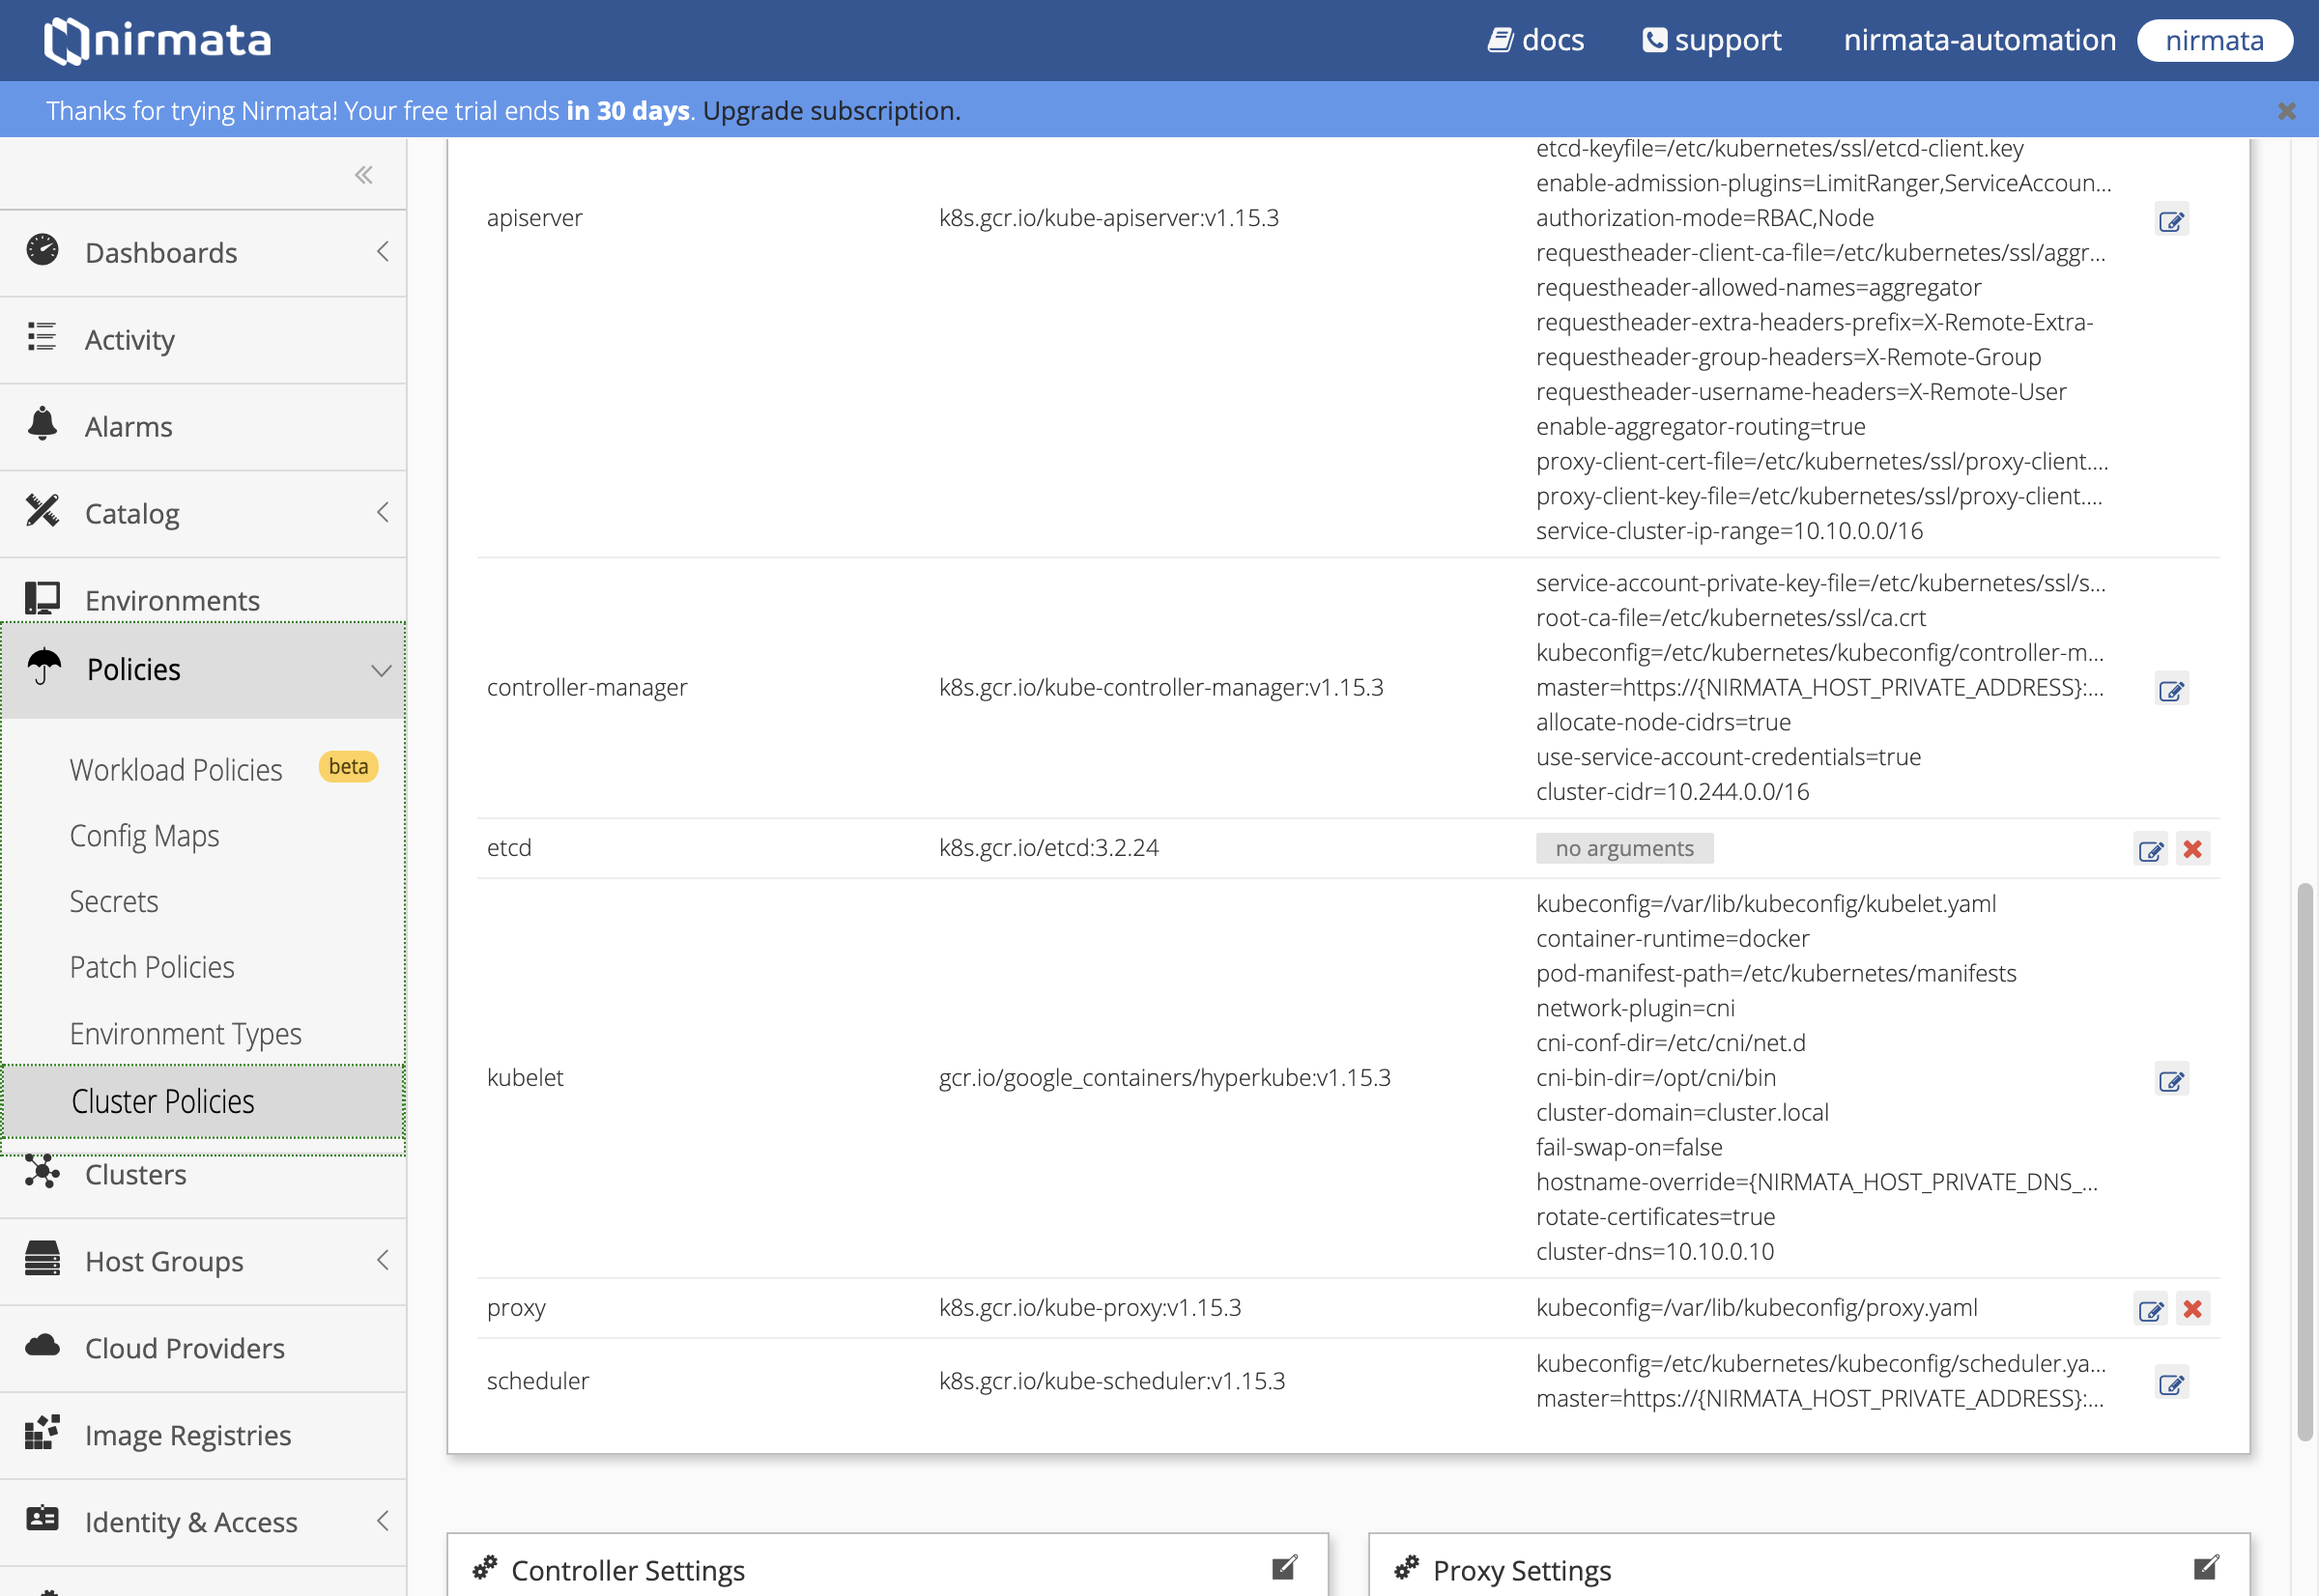 nirmata
docs
support
nirmata-automation
nirmata
Thanks for trying Nirmata! Your free trial ends in 30 days. Upgrade subscription.
Dashboards
Activity
Alarms
Catalog
Environments
Policies
Workload Policies
beta
Config Maps
Secrets
Patch Policies
Environment Types
Cluster Policies
Clusters
Host Groups
Cloud Providers
Image Registries
Identity & Access
apiserver
k8s.gcr.io/kube-apiserver:v1.15.3
etcd-keyfile=/etc/kubernetes/ssl/etcd-client.key
enable-admission-plugins=LimitRanger,ServiceAccoun...
authorization-mode=RBAC,Node
requestheader-client-ca-file=/etc/kubernetes/ssl/aggr...
requestheader-allowed-names=aggregator
requestheader-extra-headers-prefix=X-Remote-Extra-
requestheader-group-headers=X-Remote-Group
requestheader-username-headers=X-Remote-User
enable-aggregator-routing=true
proxy-client-cert-file=/etc/kubernetes/ssl/proxy-client....
proxy-client-key-file=/etc/kubernetes/ssl/proxy-client....
service-cluster-ip-range=10.10.0.0/16
controller-manager
k8s.gcr.io/kube-controller-manager:v1.15.3
service-account-private-key-file=/etc/kubernetes/ssl/s...
root-ca-file=/etc/kubernetes/ssl/ca.crt
kubeconfig=/etc/kubernetes/kubeconfig/controller-m...
master=https://{NIRMATA_HOST_PRIVATE_ADDRESS}:...
allocate-node-cidrs=true
use-service-account-credentials=true
cluster-cidr=10.244.0.0/16
etcd
k8s.gcr.io/etcd:3.2.24
no arguments
kubelet
gcr.io/google_containers/hyperkube:v1.15.3
kubeconfig=/var/lib/kubeconfig/kubelet.yaml
container-runtime=docker
pod-manifest-path=/etc/kubernetes/manifests
network-plugin=cni
cni-conf-dir=/etc/cni/net.d
cni-bin-dir=/opt/cni/bin
cluster-domain=cluster.local
fail-swap-on=false
hostname-override={NIRMATA_HOST_PRIVATE_DNS_...
rotate-certificates=true
cluster-dns=10.10.0.10
proxy
k8s.gcr.io/kube-proxy:v1.15.3
kubeconfig=/var/lib/kubeconfig/proxy.yaml
scheduler
k8s.gcr.io/kube-scheduler:v1.15.3
kubeconfig=/etc/kubernetes/kubeconfig/scheduler.ya...
master=https://{NIRMATA_HOST_PRIVATE_ADDRESS}:...
Controller Settings
Proxy Settings